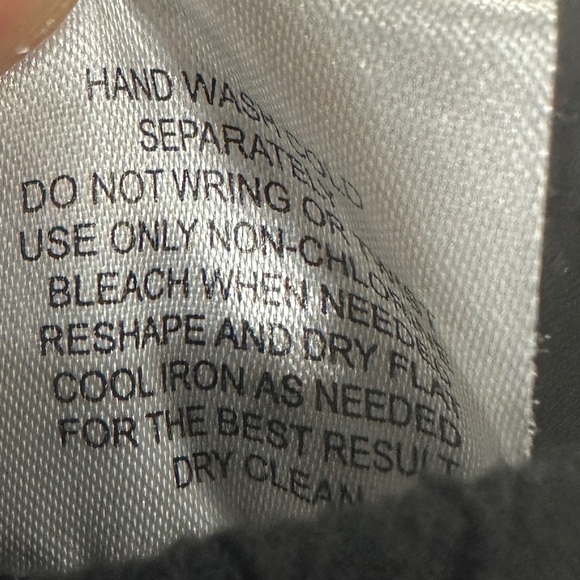 HAND WASH COLD
SEPARATELY
DO NOT WRING OR
USE ONLY NON-CHLORINE
BLEACH WHEN NEEDED
RESHAPE AND DRY FLAT
COOL IRON AS NEEDED
FOR THE BEST RESULT
DRY CLEAN